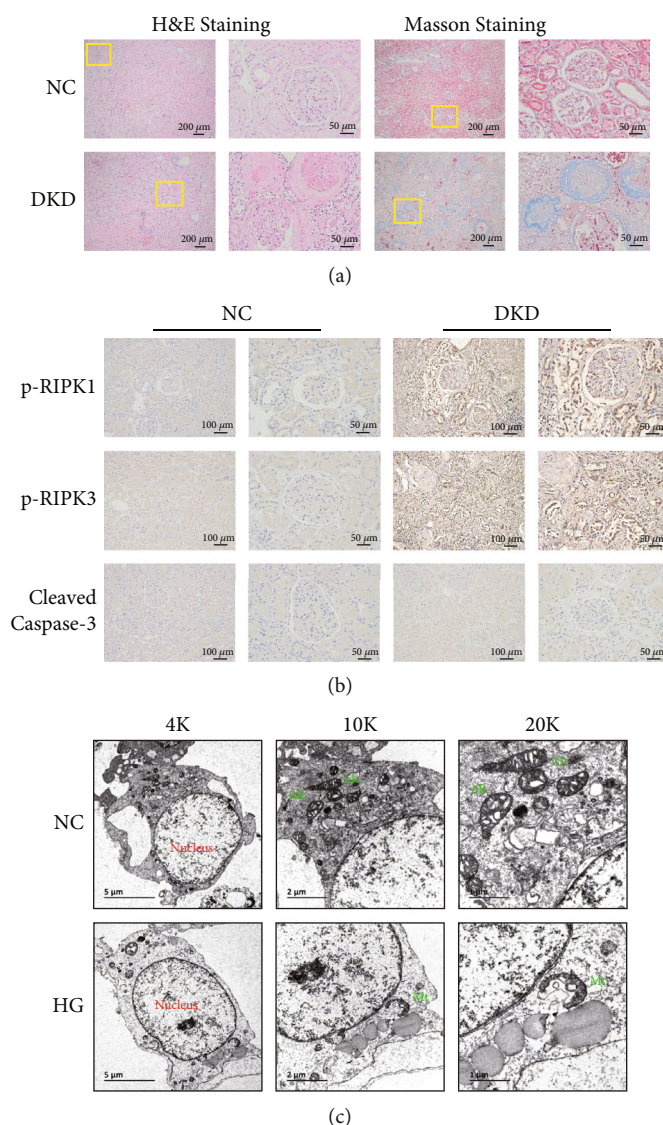 H&E Staining
Masson Staining
NC
200 µm
50 µm
200 µm
50 µm
DKD
200 µm
50 µm
200 µm
50 µm
(a)
NC
DKD
p-RIPK1
100 µm
50 µm
100 µm
50 µm
p-RIPK3
100 µm
50 µm
100 µm
50 µm
Cleaved
Caspase-3
100 µm
50 µm
100 µm
50 µm
(b)
4K
10K
20K
NC
Nucleus
Mt
Mt
Mt
Mt
5 µm
2 µm
1 µm
HG
Nucleus
Mt
Mt
5 µm
2 µm
1 µm
(c)